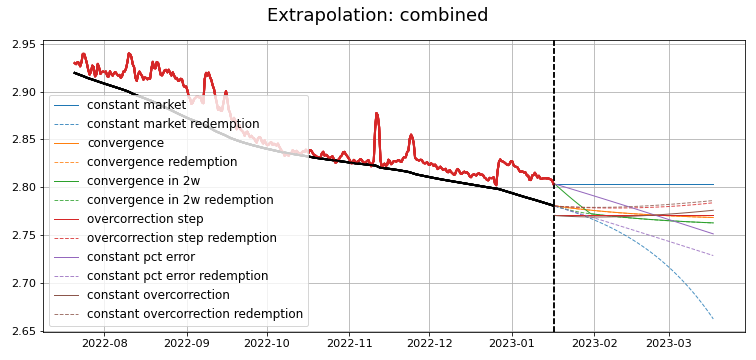 Extrapolation: combined
2.95
2.90
2.85
2.80
2.75
2.70
2.65
constant market
constant market redemption
convergence
convergence redemption
convergence in 2w
convergence in 2w redemption
overcorrection step
overcorrection step redemption
constant pct error
constant pct error redemption
constant overcorrection
constant overcorrection redemption
2022-08 2022-09 2022-10 2022-11 2022-12 2023-01 2023-02 2023-03